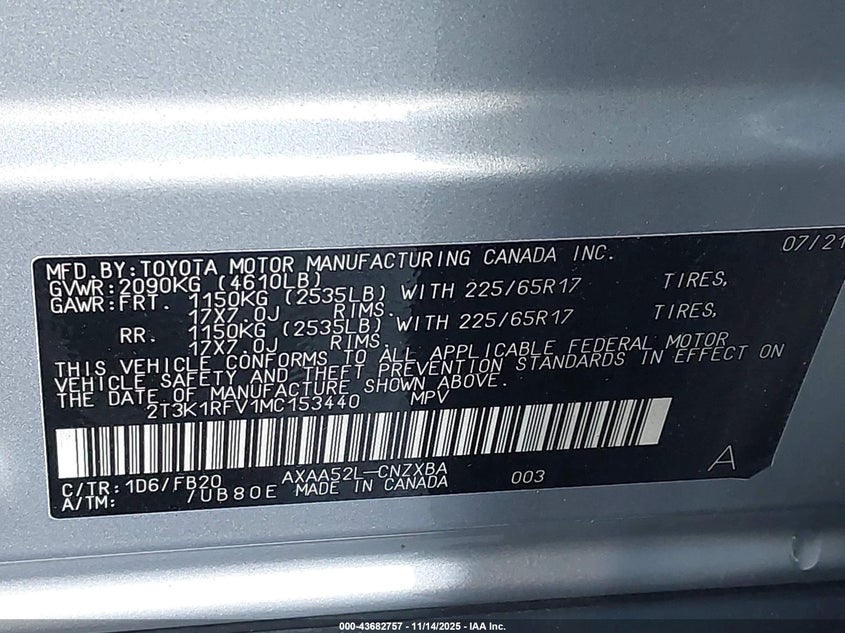 07/21
MFD.BY:TOYOTA MOTOR MANUFACTURING CANADA INC.
GVWR:2090KG (4610LB)
GAWR:FRT. 1150KG (2535LB) WITH 225/65R17 TIRES,
17X7.0J RIMS.
RR. 1150KG (2535LB) WITH 225/65R17 TIRES,
17X7.0J RIMS.
THIS VEHICLE CONFORMS TO ALL APPLICABLE FEDERAL MOTOR
VEHICLE SAFETY AND THEFT PREVENTION STANDARDS IN EFFECT ON
THE DATE OF MANUFACTURE SHOWN ABOVE.
2T3K1RFV1MC153440 MPV
C/TR:1D6/FB20 AXAA52L-CNZXBA 003 A
A/TM: /UB80E MADE IN CANADA
000-43682757 - 11/14/2025 - IAA Inc.